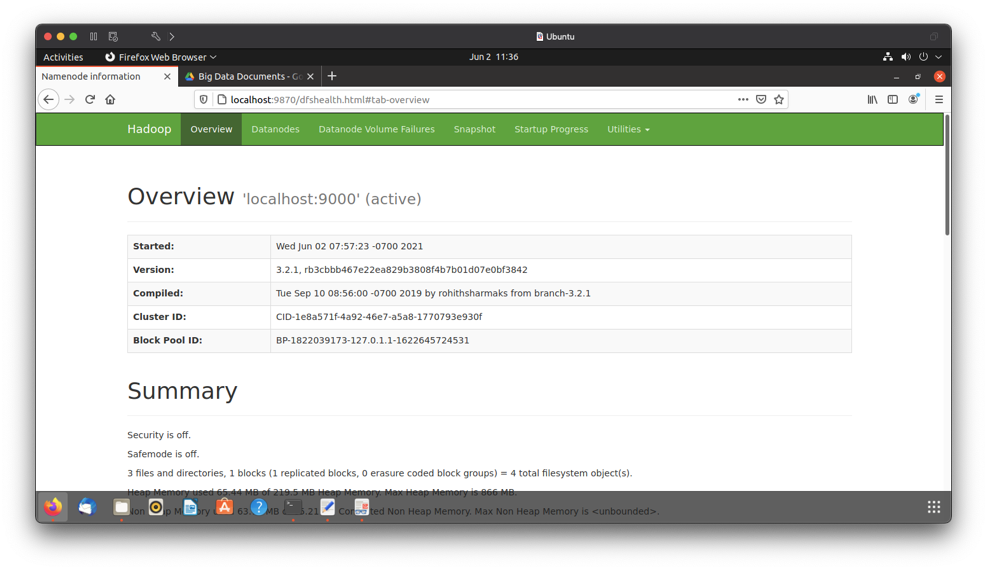 Ubuntu
Activities Firefox Web Browser Jun 2 11:36
Namenode information Big Data Documents - Go
localhost:9870/dfshealth.html#tab-overview
Hadoop Overview Datanodes Datanode Volume Failures Snapshot Startup Progress Utilities
Overview 'localhost:9000' (active)
Started: Wed Jun 02 07:57:23 -0700 2021
Version: 3.2.1, rb3cbbb467e22ea829b3808f4b7b01d07e0bf3842
Compiled: Tue Sep 10 08:56:00 -0700 2019 by rohithsharmaks from branch-3.2.1
Cluster ID: CID-1e8a571f-4a92-46e7-a5a8-1770793e930f
Block Pool ID: BP-1822039173-127.0.1.1-1622645724531
Summary
Security is off.
Safemode is off.
3 files and directories, 1 blocks (1 replicated blocks, 0 erasure coded block groups) = 4 total filesystem object(s).
Heap Memory used 65.44 MB of 219.5 MB Heap Memory. Max Heap Memory is 866 MB.
Non Heap Memory MB Non Heap Memory. Max Non Heap Memory is <unbounded>.